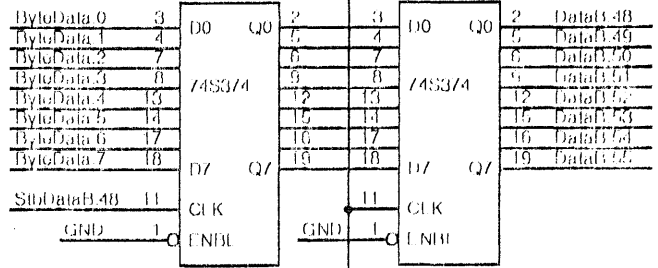 ByteData.0 3 D0 Q0 2 3 D0 Q0 2 DataB.48
ByteData.1 4 5 4 5 DataB.49
ByteData.2 7 6 7 6 DataB.50
ByteData.3 8 74S374 9 8 74S374 9 DataB.51
ByteData.4 13 12 13 12 DataB.52
ByteData.5 14 15 14 15 DataB.53
ByteData.6 17 16 17 16 DataB.54
ByteData.7 18 D7 Q7 19 18 D7 Q7 19 DataB.55
StbDataB.48 11 CLK 11 CLK
GND 1 ENBL GND 1 ENBL